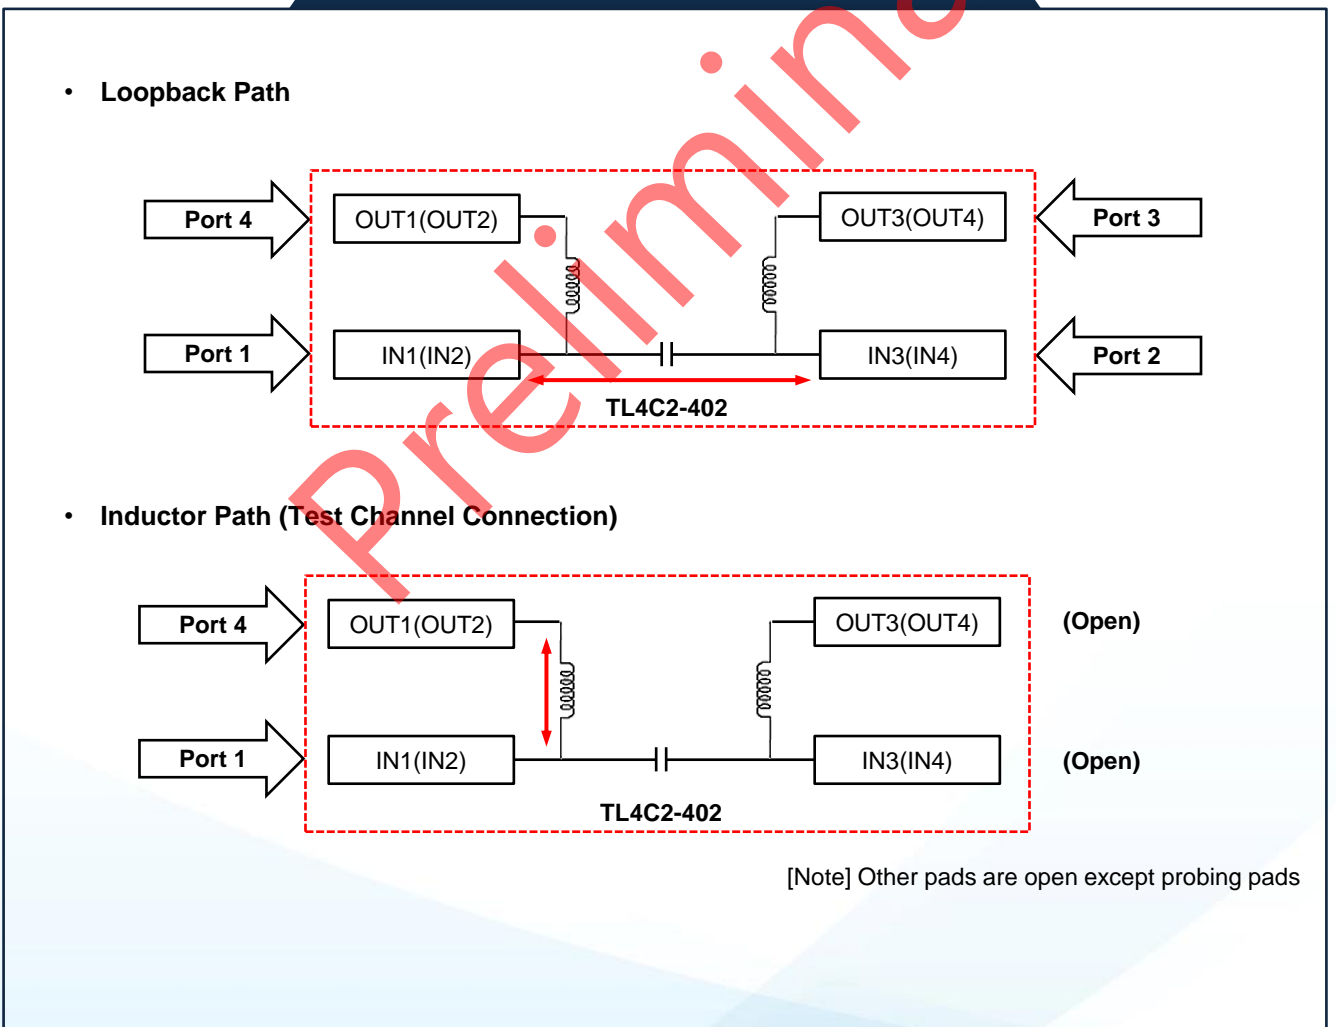 • Loopback Path
Port 4
OUT1(OUT2)
OUT3(OUT4)
Port 3
Port 1
IN1(IN2)
IN3(IN4)
Port 2
TL4C2-402
• Inductor Path (Test Channel Connection)
Port 4
OUT1(OUT2)
OUT3(OUT4)
(Open)
Port 1
IN1(IN2)
IN3(IN4)
(Open)
TL4C2-402
[Note] Other pads are open except probing pads
Prelimina